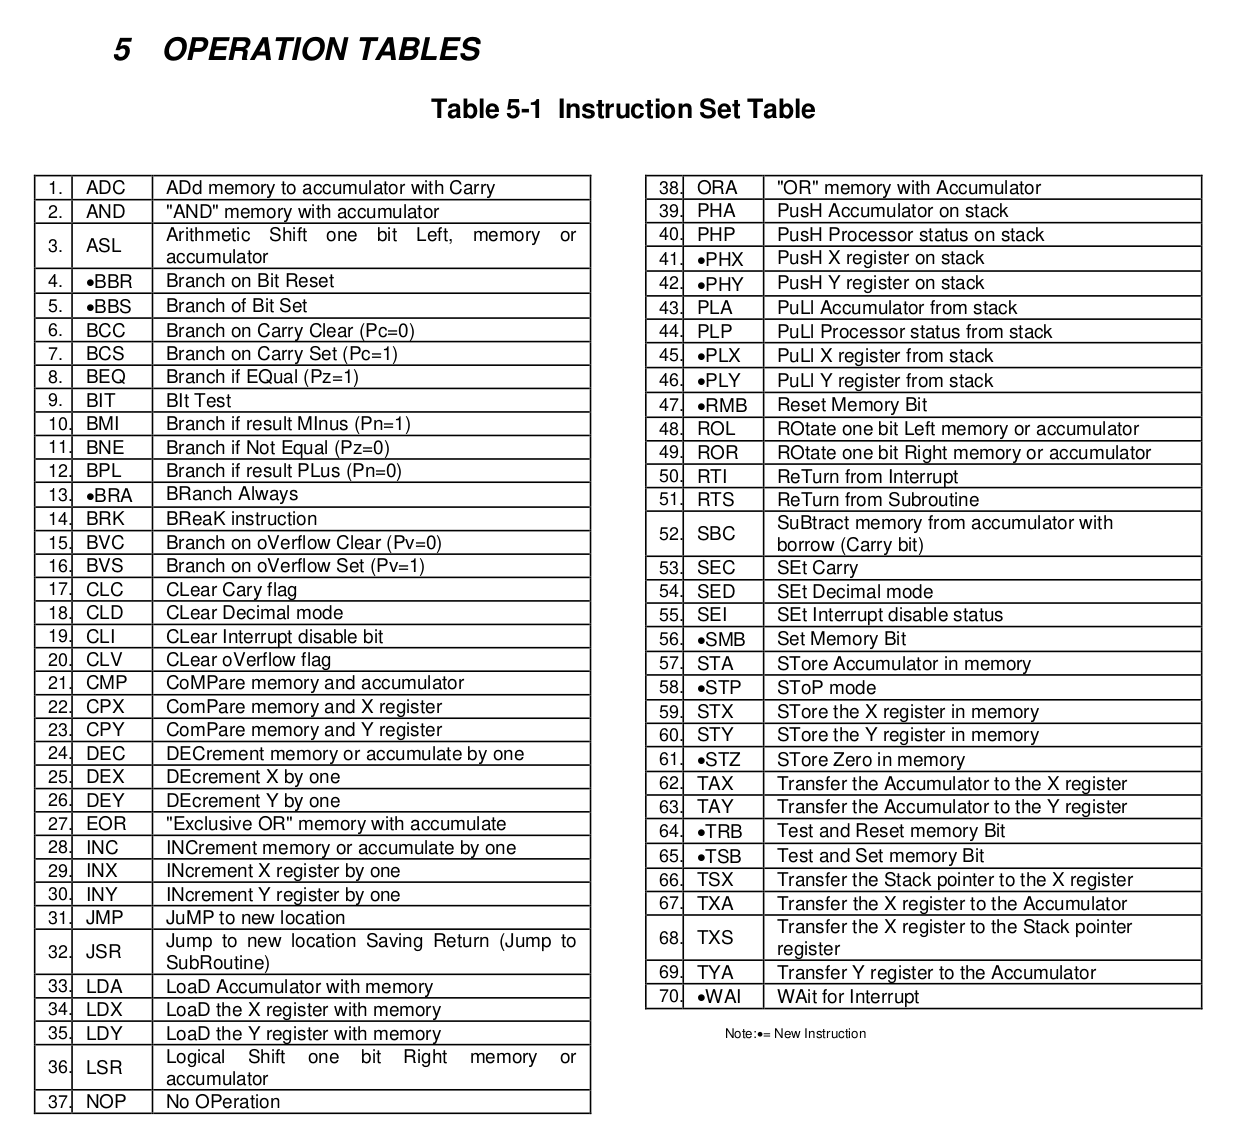 5 OPERATION TABLES
Table 5-1 Instruction Set Table
1. ADC ADd memory to accumulator with Carry
2. AND "AND" memory with accumulator
3. ASL Arithmetic Shift one bit Left, memory or
accumulator
4. •BBR Branch on Bit Reset
5. •BBS Branch of Bit Set
6. BCC Branch on Carry Clear (Pc=0)
7. BCS Branch on Carry Set (Pc=1)
8. BEQ Branch if EQual (Pz=1)
9. BIT BIt Test
10. BMI Branch if result MInus (Pn=1)
11. BNE Branch if Not Equal (Pz=0)
12. BPL Branch if result PLus (Pn=0)
13. •BRA BRanch Always
14. BRK BReaK instruction
15. BVC Branch on oVerflow Clear (Pv=0)
16. BVS Branch on oVerflow Set (Pv=1)
17. CLC CLear Cary flag
18. CLD CLear Decimal mode
19. CLI CLear Interrupt disable bit
20. CLV CLear oVerflow flag
21. CMP CoMPare memory and accumulator
22. CPX ComPare memory and X register
23. CPY ComPare memory and Y register
24. DEC DECrement memory or accumulate by one
25. DEX DEcrement X by one
26. DEY DEcrement Y by one
27. EOR "Exclusive OR" memory with accumulate
28. INC INCrement memory or accumulate by one
29. INX INcrement X register by one
30. INY INcrement Y register by one
31. JMP JuMP to new location
32. JSR Jump to new location Saving Return (Jump to
SubRoutine)
33. LDA LoaD Accumulator with memory
34. LDX LoaD the X register with memory
35. LDY LoaD the Y register with memory
36. LSR Logical Shift one bit Right memory or
accumulator
37. NOP No OPeration
38. ORA "OR" memory with Accumulator
39. PHA PusH Accumulator on stack
40. PHP PusH Processor status on stack
41. •PHX PusH X register on stack
42. •PHY PusH Y register on stack
43. PLA PuLl Accumulator from stack
44. PLP PuLl Processor status from stack
45. •PLX PuLl X register from stack
46. •PLY PuLl Y register from stack
47. •RMB Reset Memory Bit
48. ROL ROtate one bit Left memory or accumulator
49. ROR ROtate one bit Right memory or accumulator
50. RTI ReTurn from Interrupt
51. RTS ReTurn from Subroutine
52. SBC SuBtract memory from accumulator with
borrow (Carry bit)
53. SEC SEt Carry
54. SED SEt Decimal mode
55. SEI SEt Interrupt disable status
56. •SMB Set Memory Bit
57. STA STore Accumulator in memory
58. •STP SToP mode
59. STX STore the X register in memory
60. STY STore the Y register in memory
61. •STZ STore Zero in memory
62. TAX Transfer the Accumulator to the X register
63. TAY Transfer the Accumulator to the Y register
64. •TRB Test and Reset memory Bit
65. •TSB Test and Set memory Bit
66. TSX Transfer the Stack pointer to the X register
67. TXA Transfer the X register to the Accumulator
68. TXS Transfer the X register to the Stack pointer
register
69. TYA Transfer Y register to the Accumulator
70. •WAI WAit for Interrupt
Note:•= New Instruction